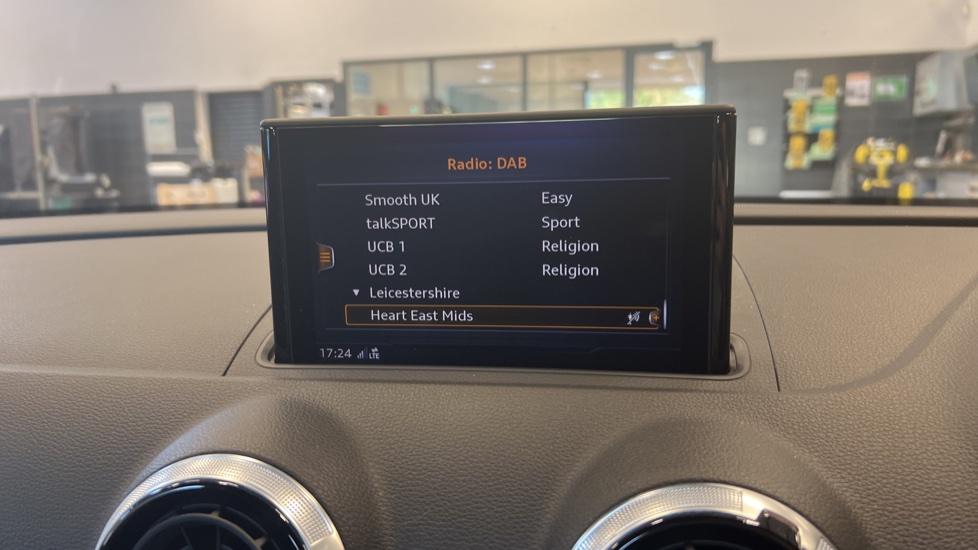 Radio: DAB
Smooth UK Easy
talkSPORT Sport
UCB 1 Religion
UCB 2 Religion
Leicestershire
Heart East Mids
17:24 LTE